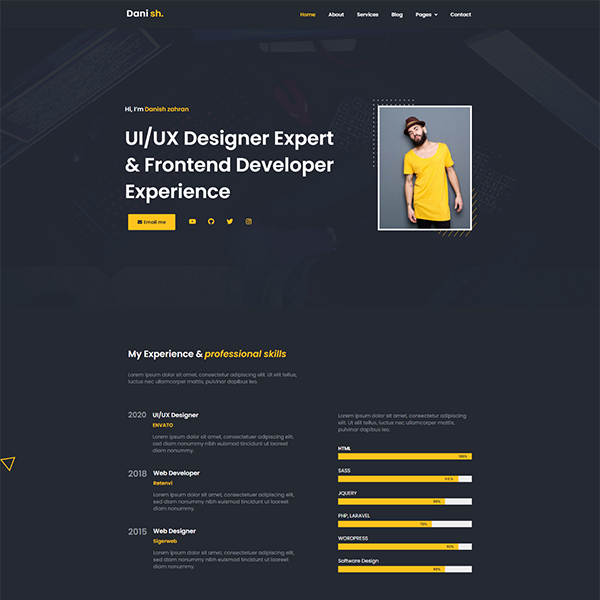 Dani sh.
Home About Services Blog Pages Contact
Hi, I'm Danish zahran
UI/UX Designer Expert
& Frontend Developer
Experience
Email me
My Experience & professional skills
Lorem ipsum dolor sit amet, consectetur adipiscing elit. Ut elit tellus,
luctus nec ullamcorper mattis, pulvinar dapibus leo.
2020 UI/UX Designer
ENVATO
Lorem ipsum dolor sit amet, consectetuer adipiscing elit,
sed diam nonummy nibh euismod tincidunt ut laoreet.
diam nonummy.
2018 Web Developer
Retenvi
Lorem ipsum dolor sit amet, consectetuer adipiscing elit,
sed diam nonummy nibh euismod tincidunt ut laoreet.
diam nonummy.
2015 Web Designer
Sigerweb
Lorem ipsum dolor sit amet, consectetuer adipiscing elit,
sed diam nonummy nibh euismod tincidunt ut laoreet.
diam nonummy.
Lorem ipsum dolor sit amet, consectetur adipiscing
elit. Ut elit tellus, luctus nec ullamcorper mattis,
pulvinar dapibus leo.
HTML
100%
SASS
JQUERY
80%
PHP, LARAVEL
70%
WORDPRESS
90%
Software Design
80%